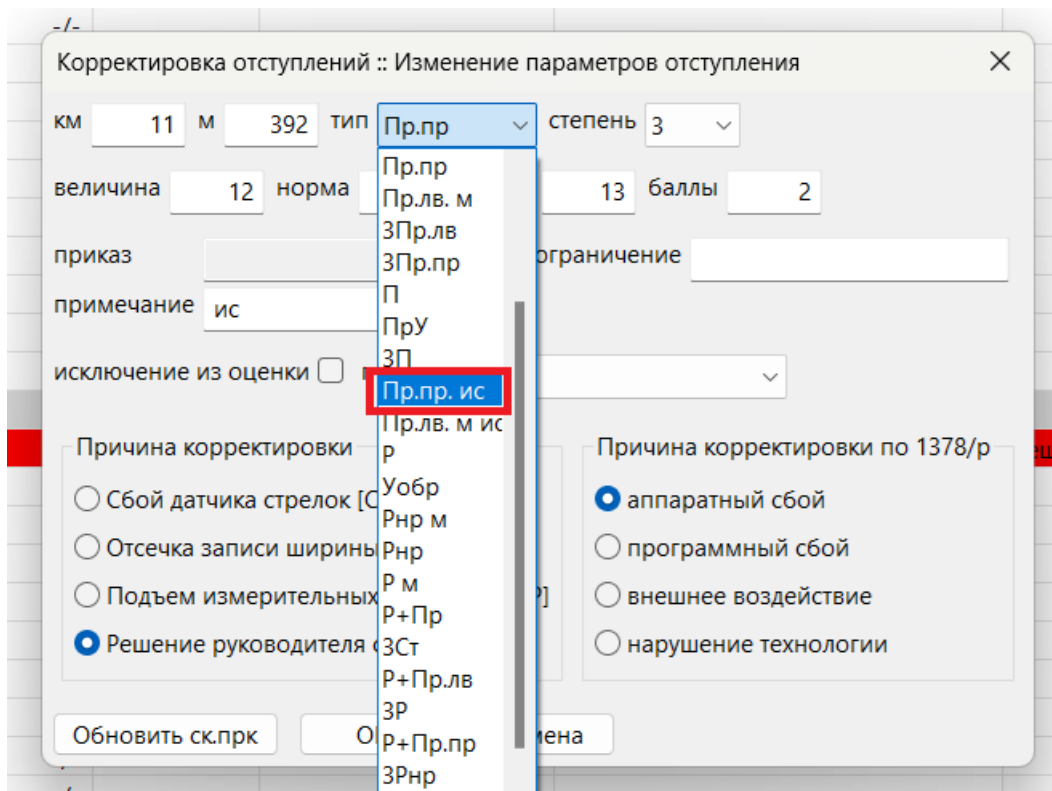 -/-
Корректировка отступлений :: Изменение параметров отступления
км 11 м 392 тип Пр.пр степень 3
величина 12 норма 13 баллы 2
приказ ограничение
примечание ис
исключение из оценки
Пр.пр
Пр.лв. м
3Пр.лв
3Пр.пр
П
ПрУ
3П
Пр.пр. ис
Пр.лв. м ис
Р
Уобр
Рнр м
Рнр
Р м
Р+Пр
3Ст
Р+Пр.лв
3Р
Р+Пр.пр
3Рнр
Причина корректировки
Сбой датчика стрелок [С
Отсечка записи ширины
Подъем измерительных
Решение руководителя
Причина корректировки по 1378/р
аппаратный сбой
программный сбой
внешнее воздействие
нарушение технологии
Обновить ск.прк